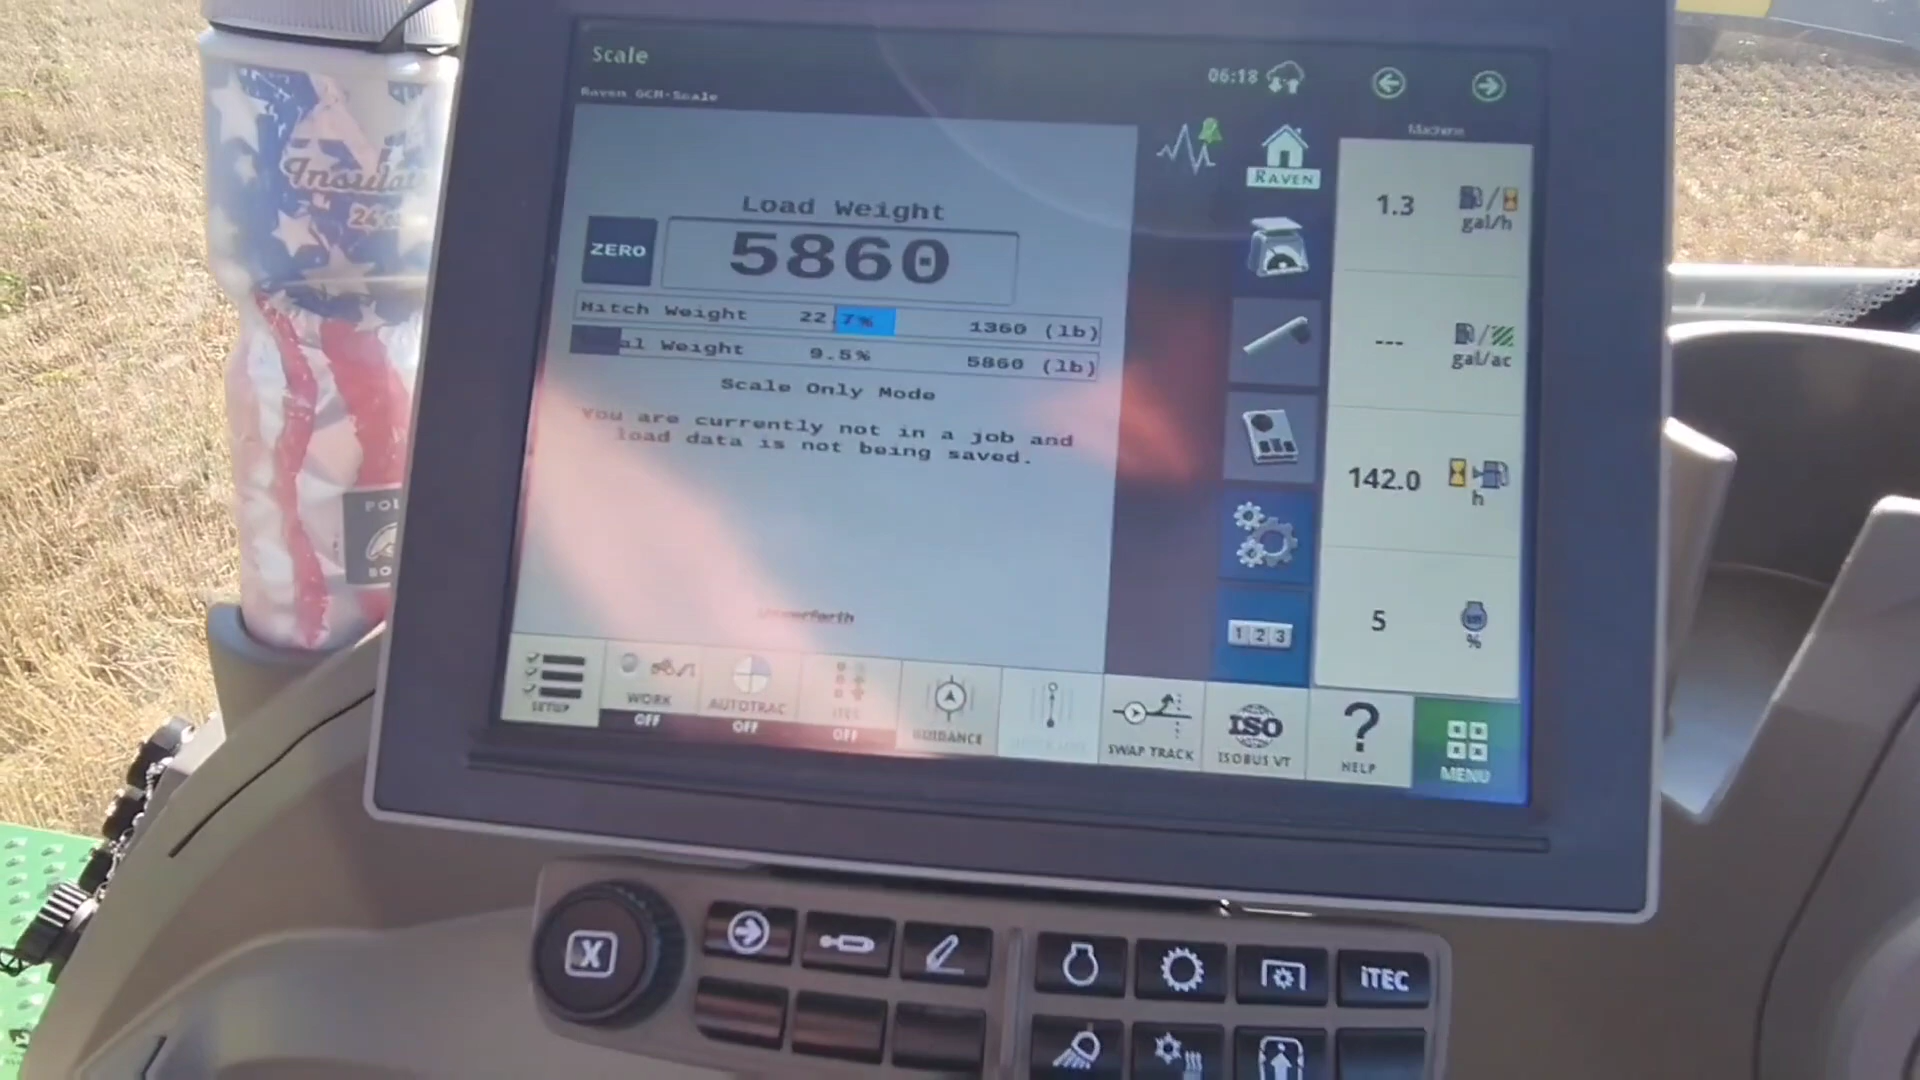 Scale
06:18
Raven GCM-Scale
Machine
RAVEN
Load Weight
ZERO
5860
Hitch Weight 22.7% 1360 (lb)
Weight 9.5% 5860 (lb)
Scale Only Mode
You are currently not in a job and
load data is not being saved.
1.3
gal/h
---
gal/ac
142.0
h
5
%
1 2 3
SETUP
WORK
OFF
AUTOTRAC
OFF
iTEC
OFF
GUIDANCE
SWAP TRACK
ISO
ISOBUS VT
?
HELP
MENU
X
iTEC